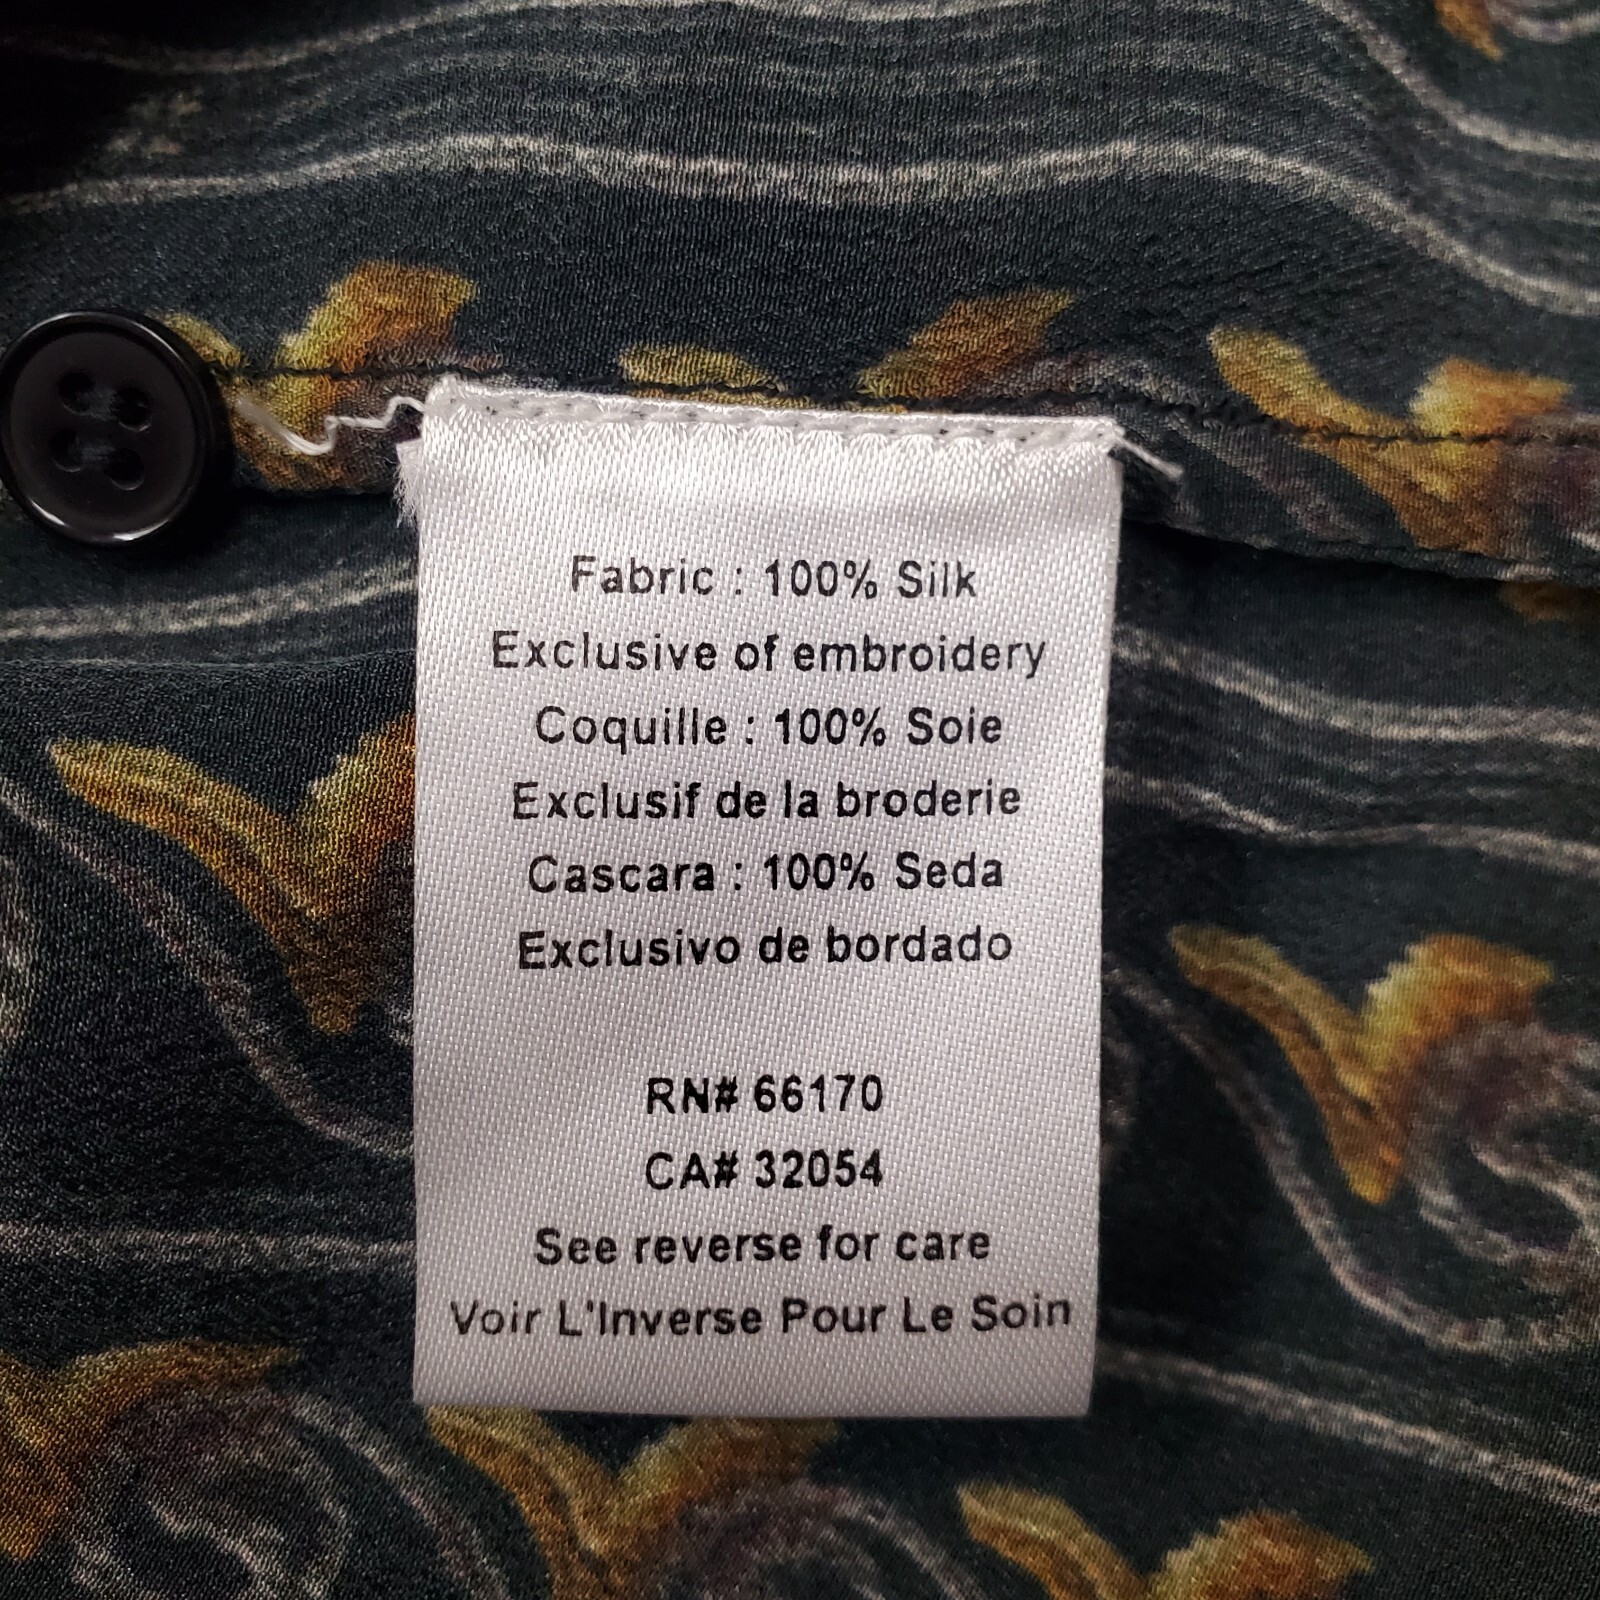 Fabric : 100% Silk
Exclusive of embroidery
Coquille : 100% Soie
Exclusif de la broderie
Cascara : 100% Seda
Exclusivo de bordado
RN# 66170
CA# 32054
See reverse for care
Voir L'Inverse Pour Le Soin